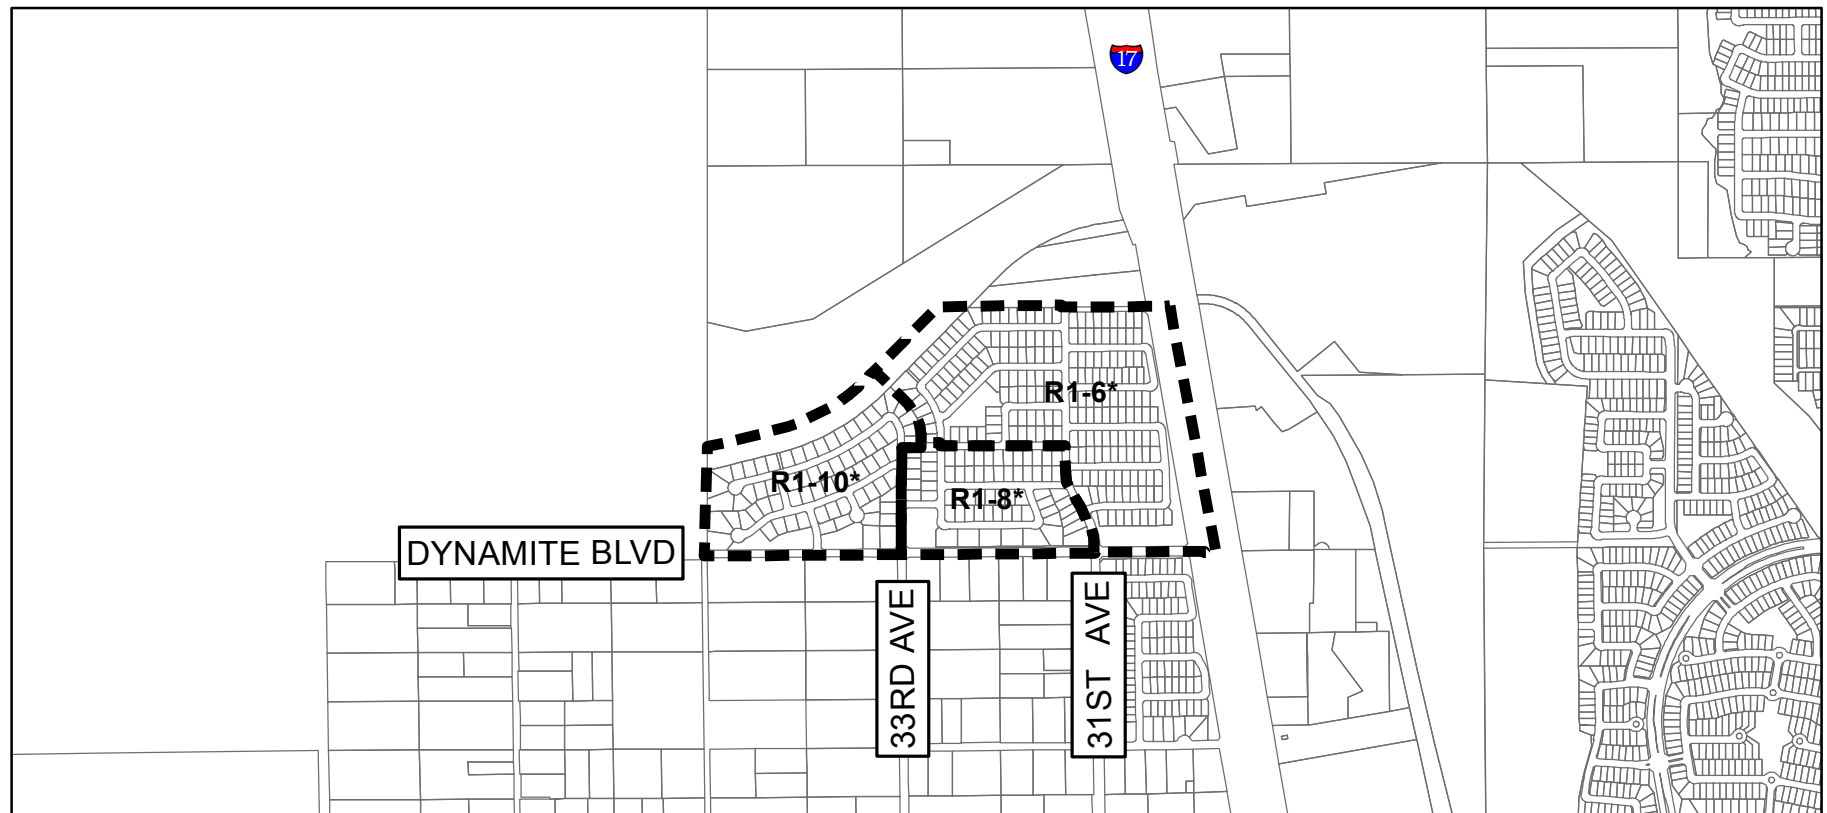 17
R1-6*
R1-10*
R1-8*
DYNAMITE BLVD
33RD AVE
31ST AVE